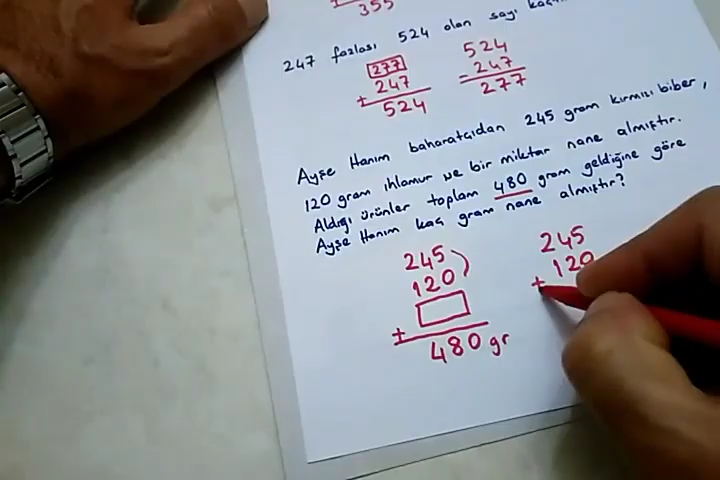 355
247 fazlası 524 olan sayı kaç
277
+ 247
524
524
= 247
277
Ayşe Hanım baharatçıdan 245 gram kırmızı biber,
120 gram ıhlamur ve bir miktar nane almıştır.
Aldığı ürünler toplam 480 gram geldiğine göre
Ayşe Hanım kaç gram nane almıştır?
245
120
+
480 gr
245
120
+